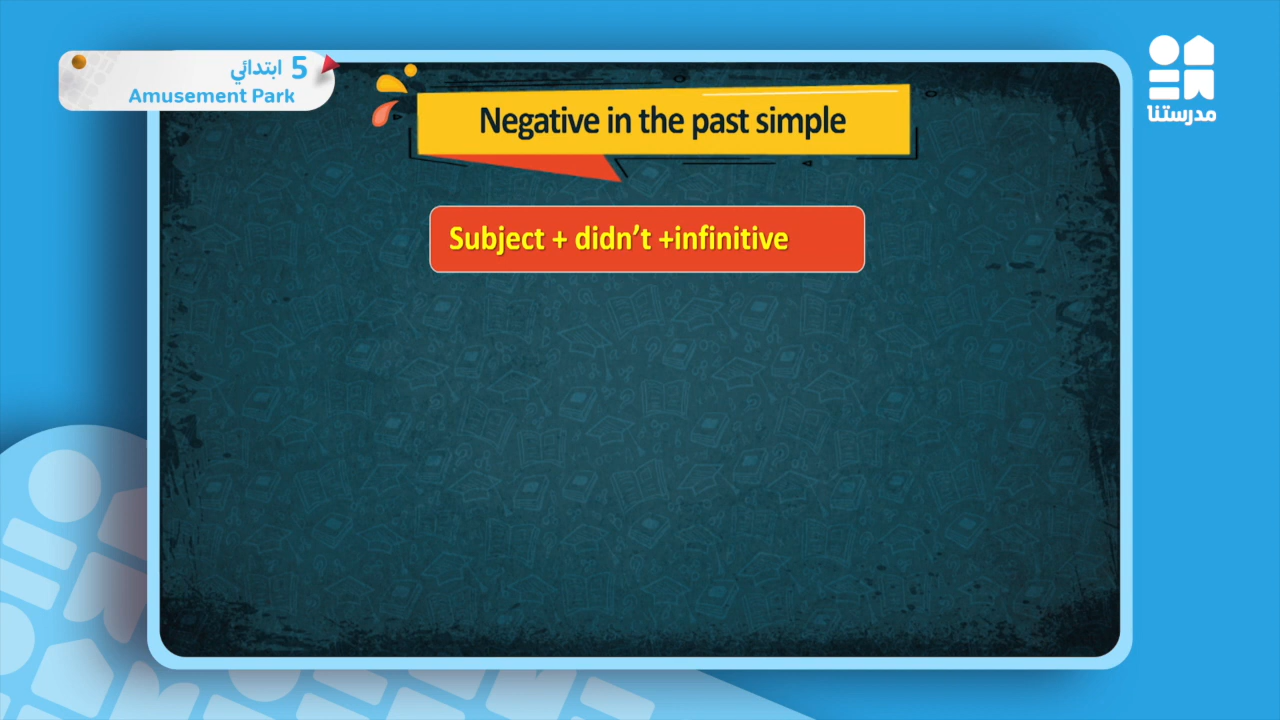 5 ابتدائي
Amusement Park
مدرستنا
Negative in the past simple
Subject + didn’t +infinitive